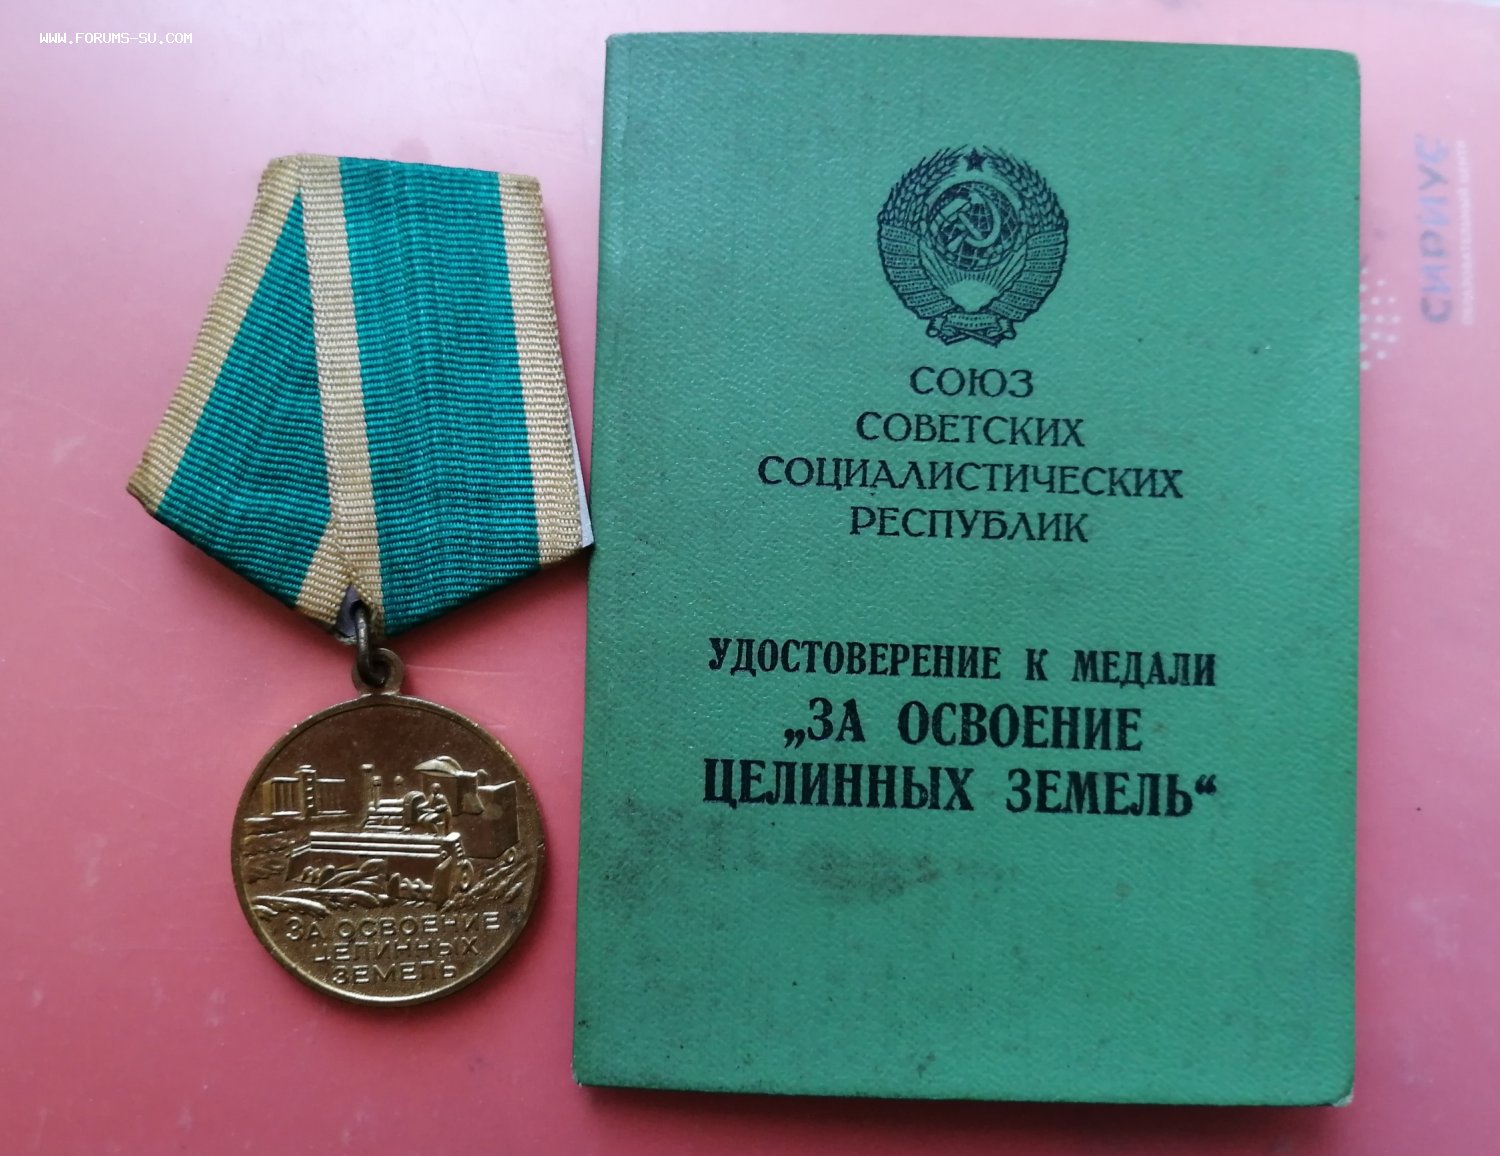 WWW.FORUMS-SU.COM
СОЮЗ
СОВЕТСКИХ
СОЦИАЛИСТИЧЕСКИХ
РЕСПУБЛИК
УДОСТОВЕРЕНИЕ К МЕДАЛИ
„ЗА ОСВОЕНИЕ
ЦЕЛИННЫХ ЗЕМЕЛЬ“
ЗА ОСВОЕНИЕ
ЦЕЛИННЫХ
ЗЕМЕЛЬ
СИРИУС